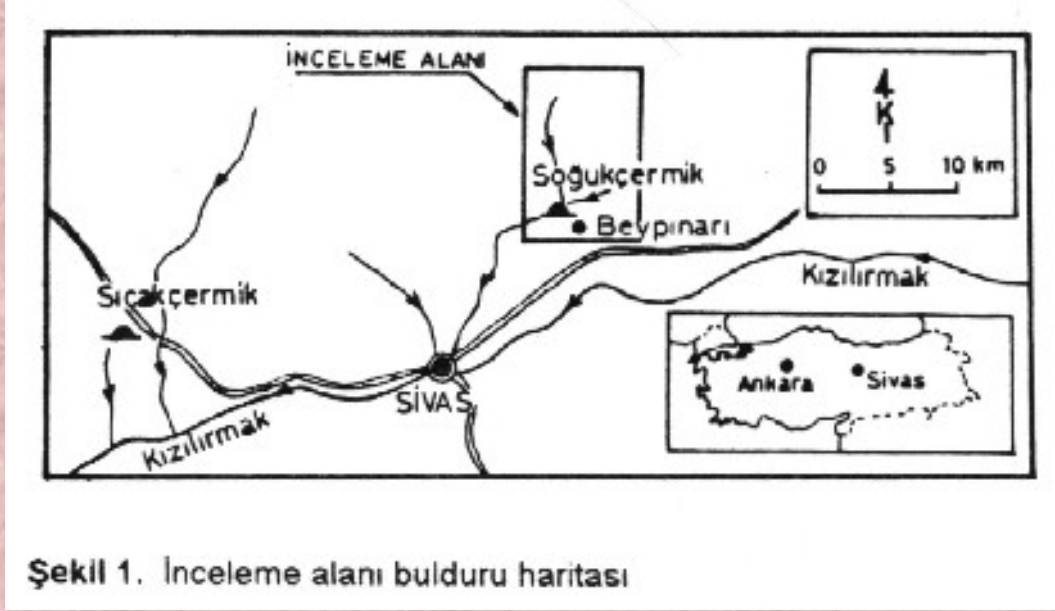 İNCELEME ALANI
K
0 5 10 km
Soğukçermik
Beypınarı
Kızılırmak
Sıcakçermik
SİVAS
Kızılırmak
Ankara
Sivas
Şekil 1. İnceleme alanı bulduru haritası